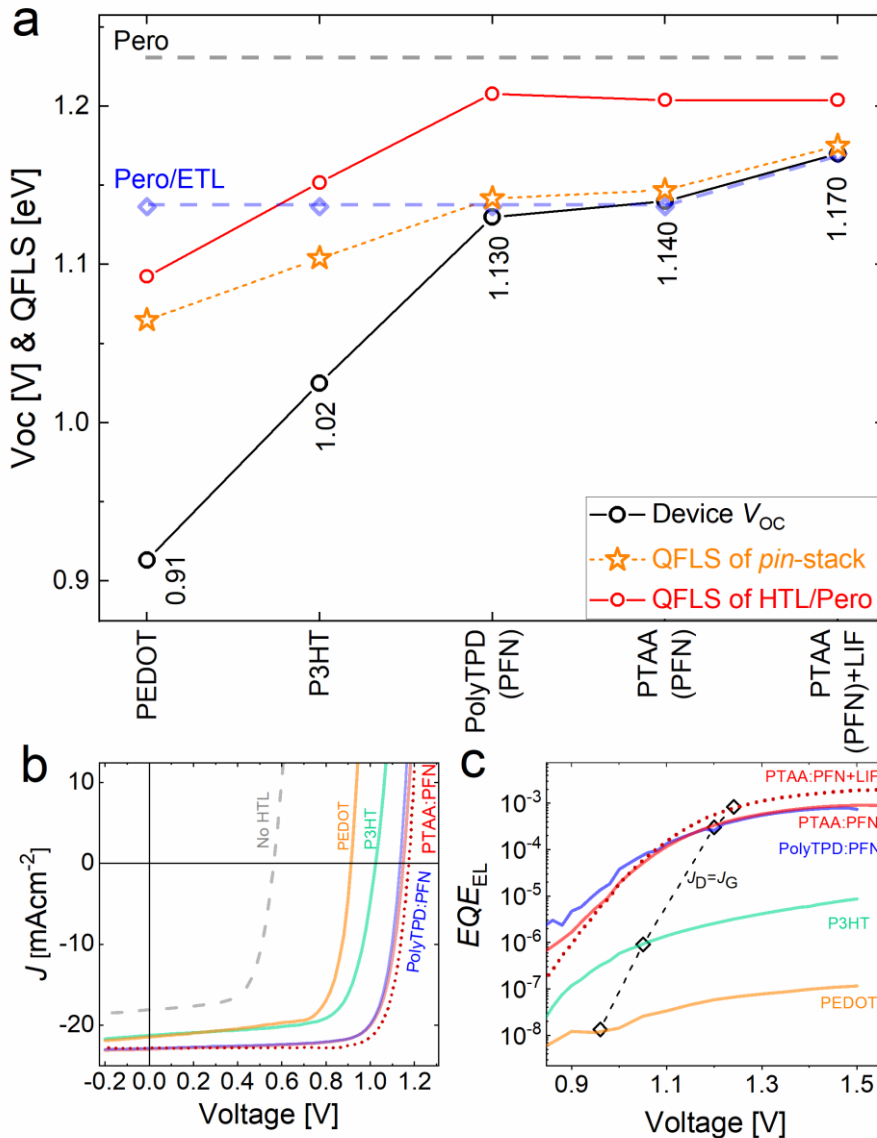 a
Pero
Pero/ETL
Voc [V] & QFLS [eV]
1.2
1.1
1.0
0.9
0.91
1.02
1.130
1.140
1.170
Device VOC
QFLS of pin-stack
QFLS of HTL/Pero
PEDOT
P3HT
PolyTPD
(PFN)
PTAA
(PFN)
PTAA
(PFN)+LIF
b
J [mAcm-2]
10
0
-10
-20
No HTL
PEDOT
P3HT
PTAA:PFN
PolyTPD:PFN
-0.2 0.0 0.2 0.4 0.6 0.8 1.0 1.2
Voltage [V]
c
EQEEL
10-3
10-4
10-5
10-6
10-7
10-8
PTAA:PFN+LIF
PTAA:PFN
PolyTPD:PFN
JD=JG
P3HT
PEDOT
0.9 1.1 1.3 1.5
Voltage [V]